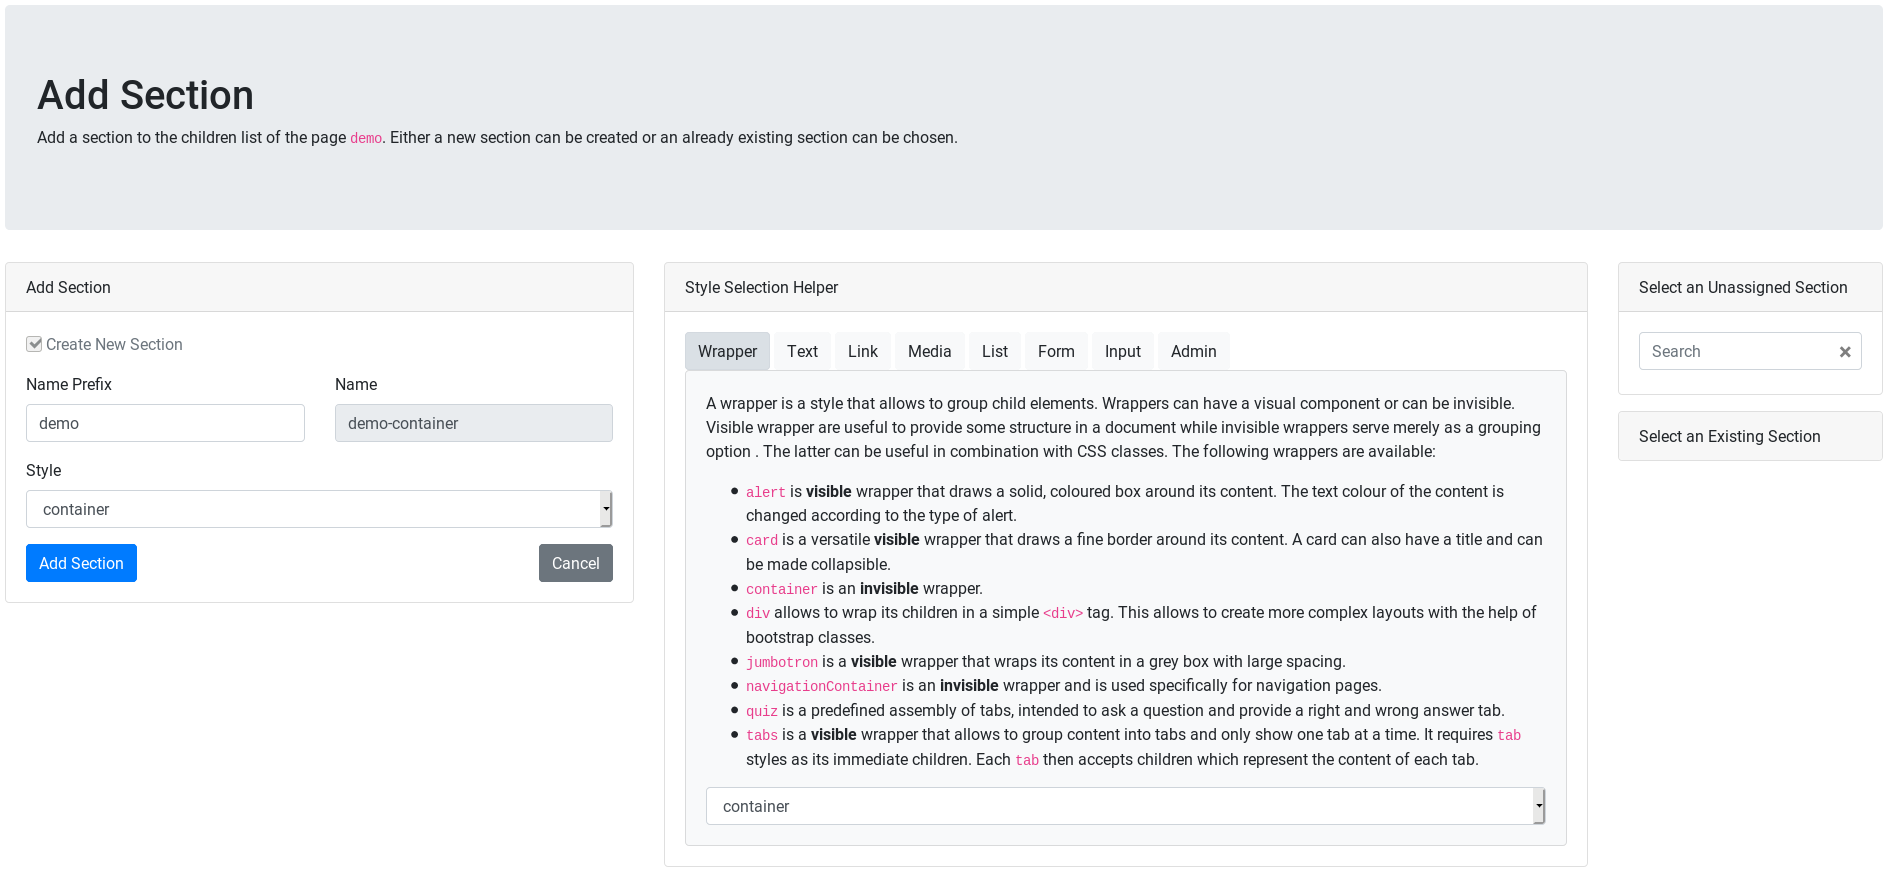 Add Section
Add a section to the children list of the page demo. Either a new section can be created or an already existing section can be chosen.
Add Section
Create New Section
Name Prefix
Name
demo
demo-container
Style
container
Add Section
Cancel
Style Selection Helper
Wrapper
Text
Link
Media
List
Form
Input
Admin
A wrapper is a style that allows to group child elements. Wrappers can have a visual component or can be invisible.
Visible wrapper are useful to provide some structure in a document while invisible wrappers serve merely as a grouping
option . The latter can be useful in combination with CSS classes. The following wrappers are available:
• alert is visible wrapper that draws a solid, coloured box around its content. The text colour of the content is
changed according to the type of alert.
• card is a versatile visible wrapper that draws a fine border around its content. A card can also have a title and can
be made collapsible.
• container is an invisible wrapper.
• div allows to wrap its children in a simple <div> tag. This allows to create more complex layouts with the help of
bootstrap classes.
• jumbotron is a visible wrapper that wraps its content in a grey box with large spacing.
• navigationContainer is an invisible wrapper and is used specifically for navigation pages.
• quiz is a predefined assembly of tabs, intended to ask a question and provide a right and wrong answer tab.
• tabs is a visible wrapper that allows to group content into tabs and only show one tab at a time. It requires tab
styles as its immediate children. Each tab then accepts children which represent the content of each tab.
container
Select an Unassigned Section
Search
Select an Existing Section